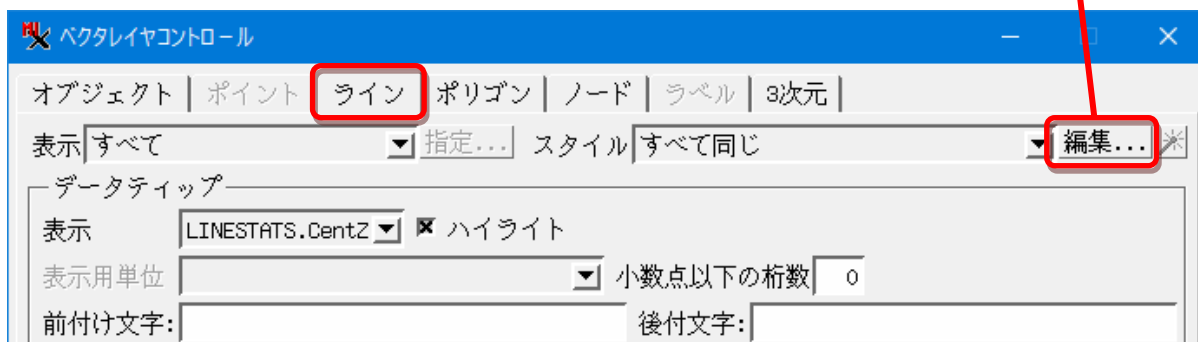 ベクタレイヤコントロール
オブジェクト ポイント ライン ポリゴン ノード ラベル 3次元
表示 すべて 指定... スタイル すべて同じ 編集...
データティップ
表示 LINESTATS.CentZ ハイライト
表示用単位 小数点以下の桁数 0
前付け文字: 後付文字: